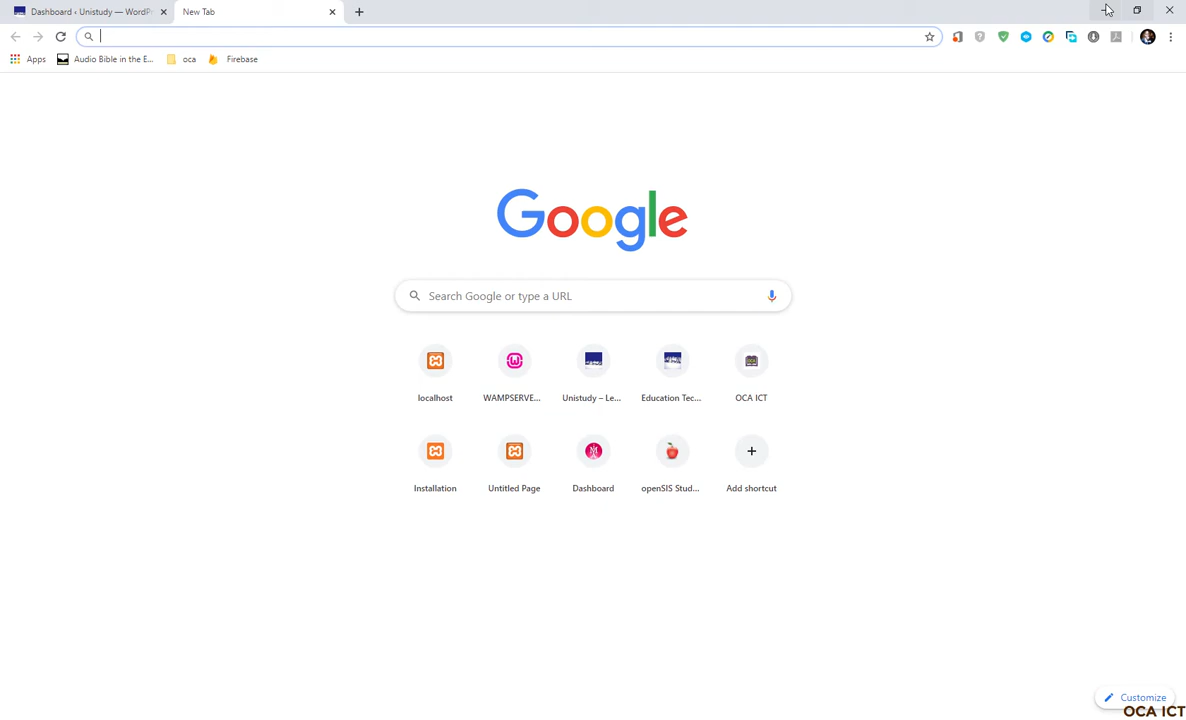 Dashboard ‹ Unistudy — WordPr
New Tab
Apps
Audio Bible in the E...
oca
Firebase
Google
Search Google or type a URL
localhost
WAMPSERVE...
Unistudy – Le...
Education Tec...
OCA ICT
Installation
Untitled Page
Dashboard
openSIS Stud...
Add shortcut
Customize
OCA ICT